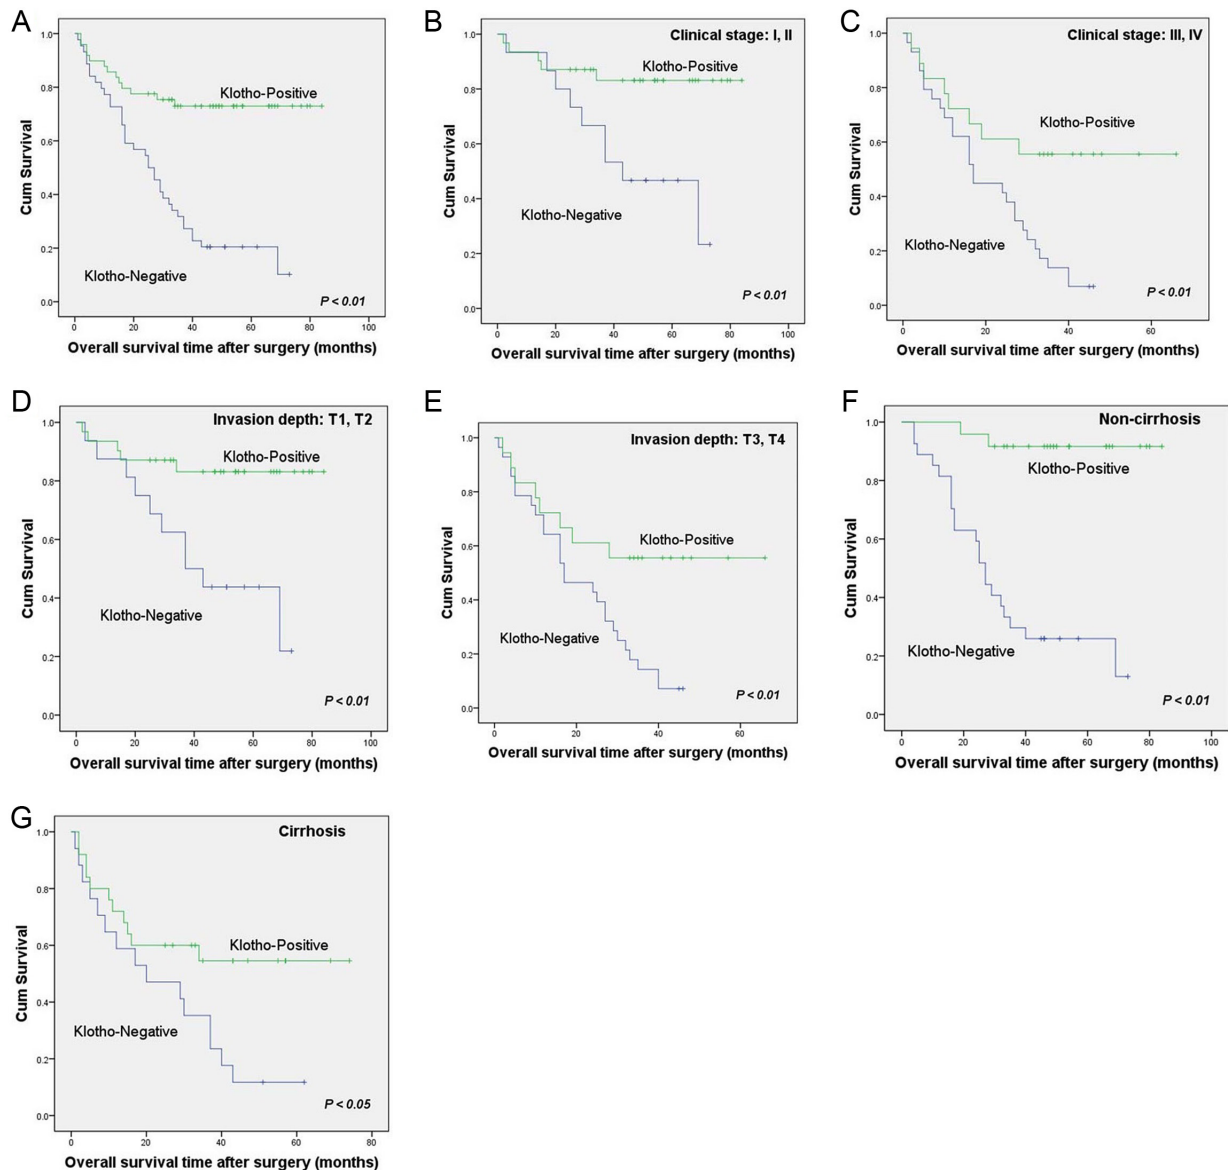 A
Cum Survival
1.0
0.8
0.6
0.4
0.2
0.0
Klotho-Positive
Klotho-Negative
P < 0.01
0 20 40 60 80 100
Overall survival time after surgery (months)
B
Clinical stage: I, II
Cum Survival
1.0
0.8
0.6
0.4
0.2
0.0
Klotho-Positive
Klotho-Negative
P < 0.01
0 20 40 60 80 100
Overall survival time after surgery (months)
C
Clinical stage: III, IV
Cum Survival
1.0
0.8
0.6
0.4
0.2
0.0
Klotho-Positive
Klotho-Negative
P < 0.01
0 20 40 60
Overall survival time after surgery (months)
D
Invasion depth: T1, T2
Cum Survival
1.0
0.8
0.6
0.4
0.2
0.0
Klotho-Positive
Klotho-Negative
P < 0.01
0 20 40 60 80 100
Overall survival time after surgery (months)
E
Invasion depth: T3, T4
Cum Survival
1.0
0.8
0.6
0.4
0.2
0.0
Klotho-Positive
Klotho-Negative
P < 0.01
0 20 40 60
Overall survival time after surgery (months)
F
Non-cirrhosis
Cum Survival
1.0
0.8
0.6
0.4
0.2
0.0
Klotho-Positive
Klotho-Negative
P < 0.01
0 20 40 60 80 100
Overall survival time after surgery (months)
G
Cirrhosis
Cum Survival
1.0
0.8
0.6
0.4
0.2
0.0
Klotho-Positive
Klotho-Negative
P < 0.05
0 20 40 60 80
Overall survival time after surgery (months)